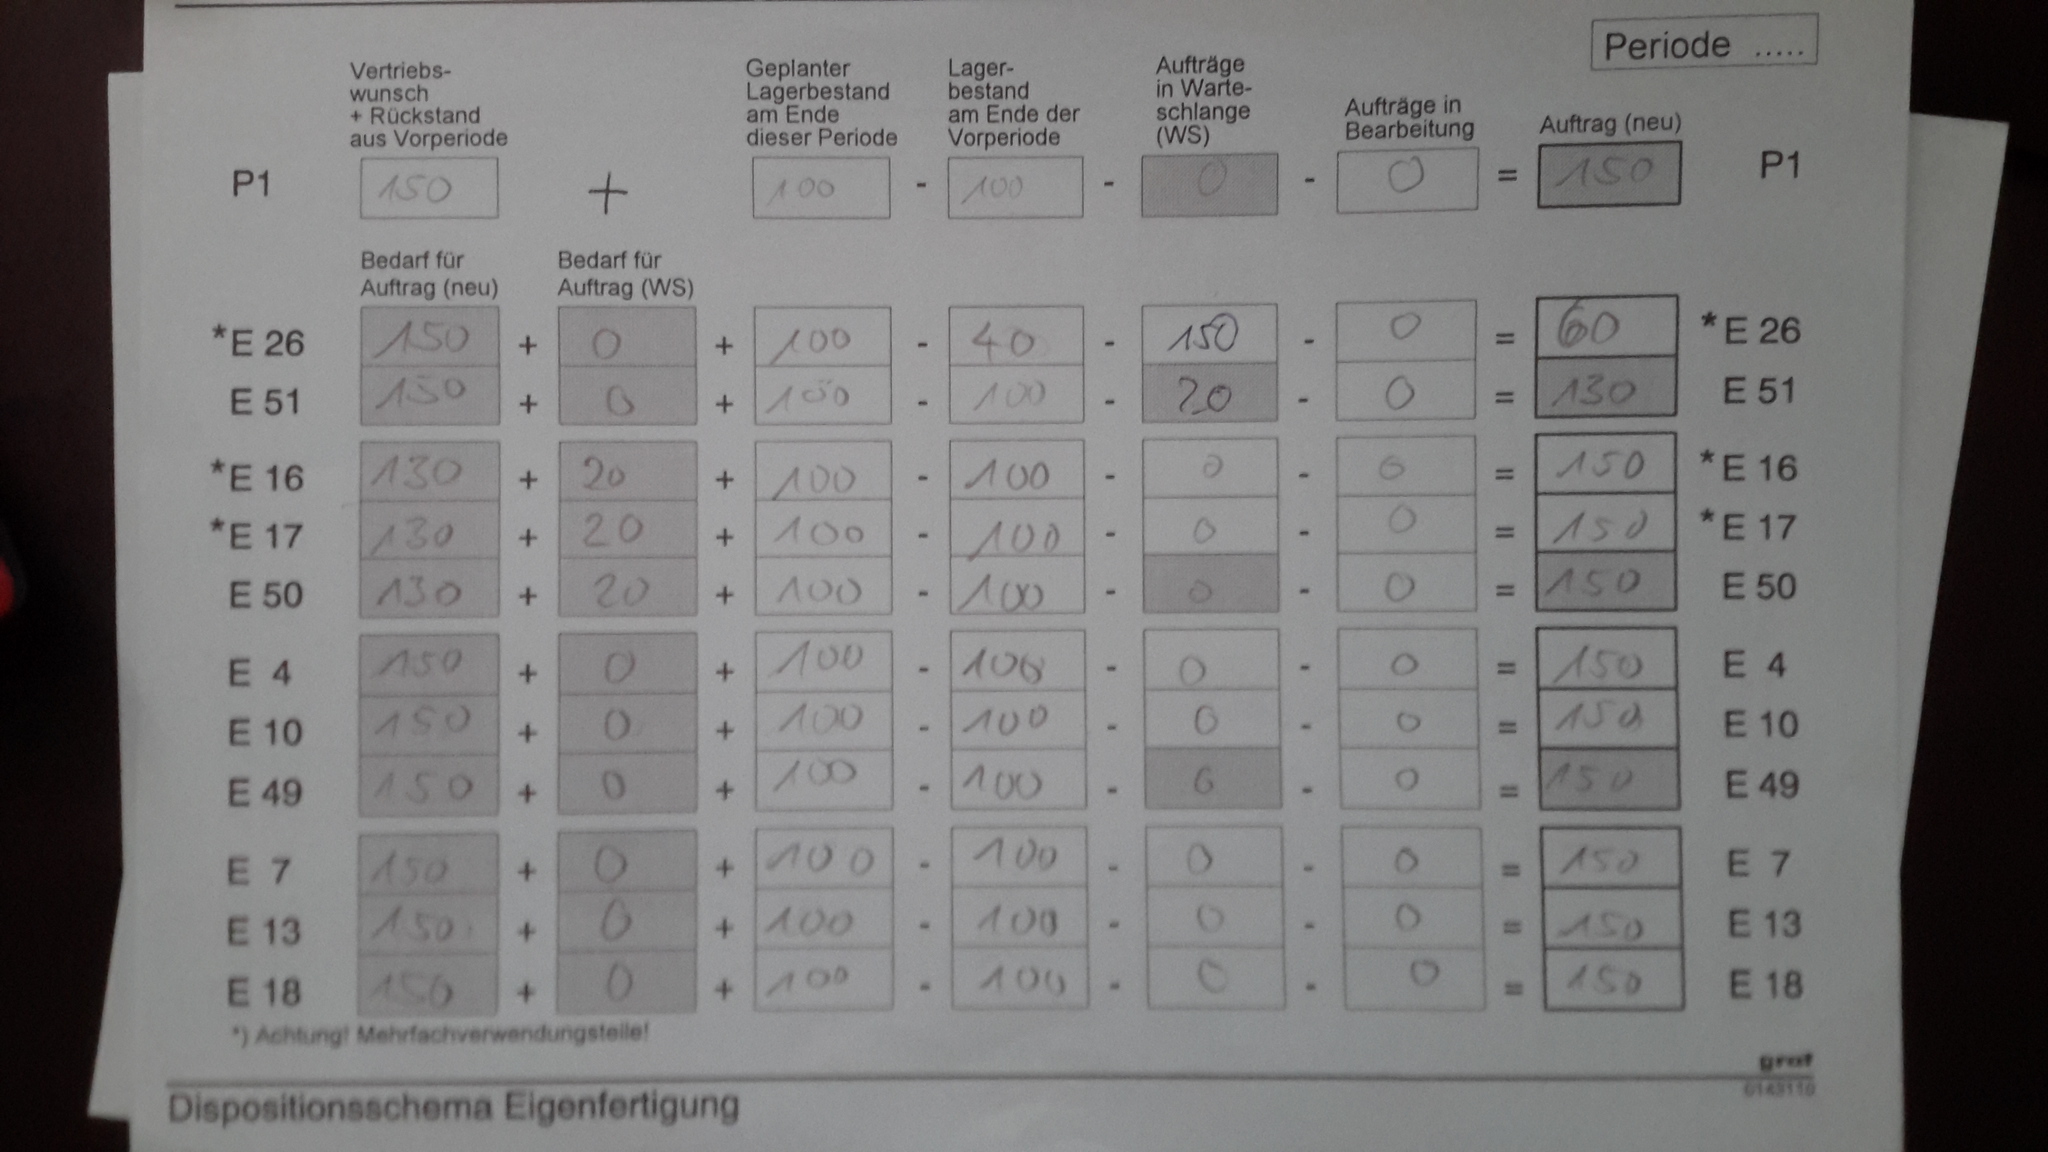 Periode .....
Vertriebs-
wunsch
+ Rückstand
aus Vorperiode
Geplanter
Lagerbestand
am Ende
dieser Periode
Lager-
bestand
am Ende der
Vorperiode
Aufträge
in Warte-
schlange
(WS)
Aufträge in
Bearbeitung
Auftrag (neu)
P1 150 + 100 - 100 - 0 - 0 = 150 P1
Bedarf für
Auftrag (neu)
Bedarf für
Auftrag (WS)
*E 26 150 + 0 + 100 - 40 - 150 - 0 = 60 *E 26
E 51 150 + 0 + 100 - 100 - 20 - 0 = 130 E 51
*E 16 130 + 20 + 100 - 100 - 0 - 0 = 150 *E 16
*E 17 130 + 20 + 100 - 100 - 0 - 0 = 150 *E 17
E 50 130 + 20 + 100 - 100 - 0 - 0 = 150 E 50
E 4 150 + 0 + 100 - 100 - 0 - 0 = 150 E 4
E 10 150 + 0 + 100 - 100 - 0 - 0 = 150 E 10
E 49 150 + 0 + 100 - 100 - 0 - 0 = 150 E 49
E 7 150 + 0 + 100 - 100 - 0 - 0 = 150 E 7
E 13 150 + 0 + 100 - 100 - 0 - 0 = 150 E 13
E 18 150 + 0 + 100 - 100 - 0 - 0 = 150 E 18
*) Achtung! Mehrfachverwendungsteile!
Dispositionsschema Eigenfertigung